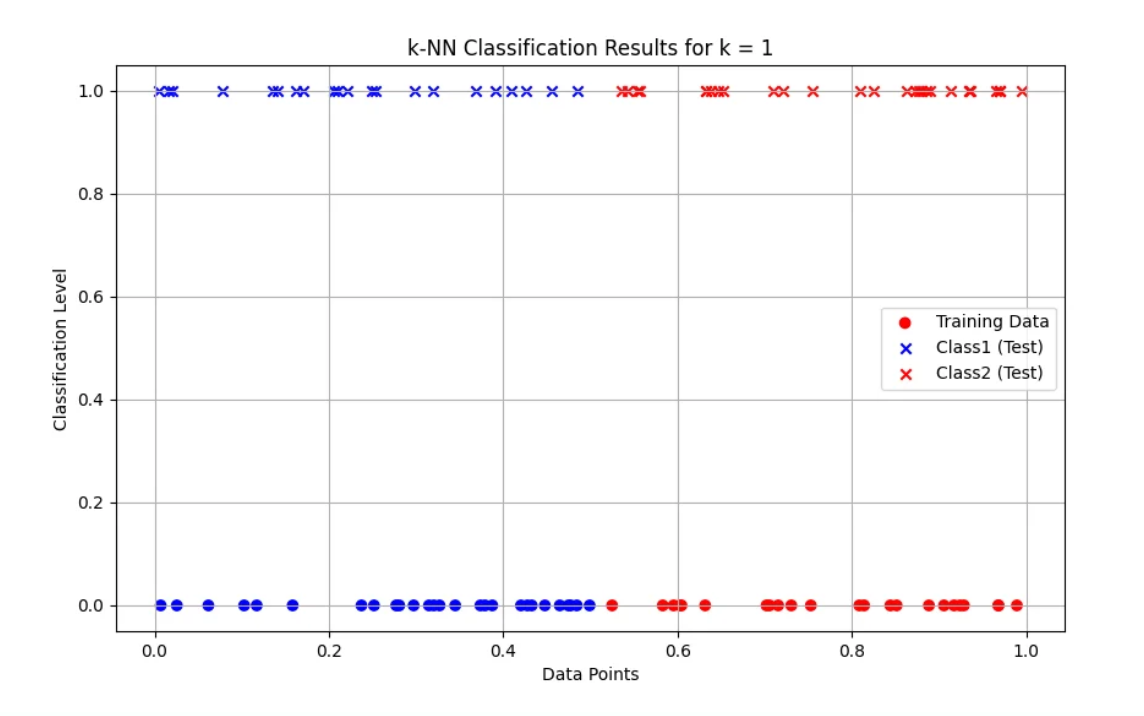 k-NN Classification Results for k = 1
1.0
0.8
0.6
0.4
0.2
0.0
Classification Level
Training Data
Class1 (Test)
Class2 (Test)
0.0 0.2 0.4 0.6 0.8 1.0
Data Points